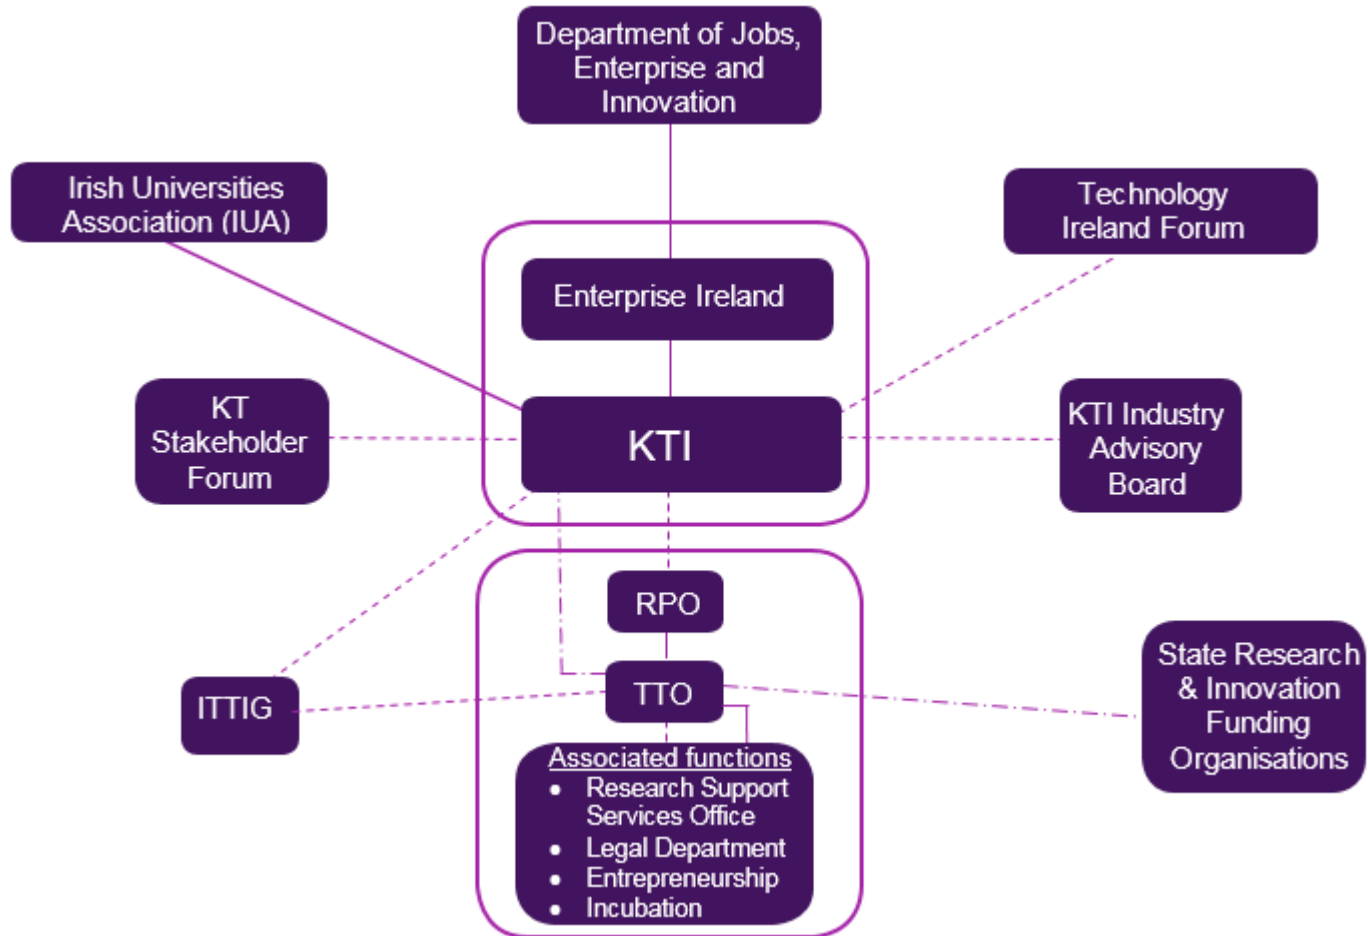 Department of Jobs,
Enterprise and
Innovation
Irish Universities
Association (IUA)
Technology
Ireland Forum
Enterprise Ireland
KT
Stakeholder
Forum
KTI
KTI Industry
Advisory
Board
RPO
TTO
ITTIG
State Research
& Innovation
Funding
Organisations
Associated functions
• Research Support
Services Office
• Legal Department
• Entrepreneurship
• Incubation